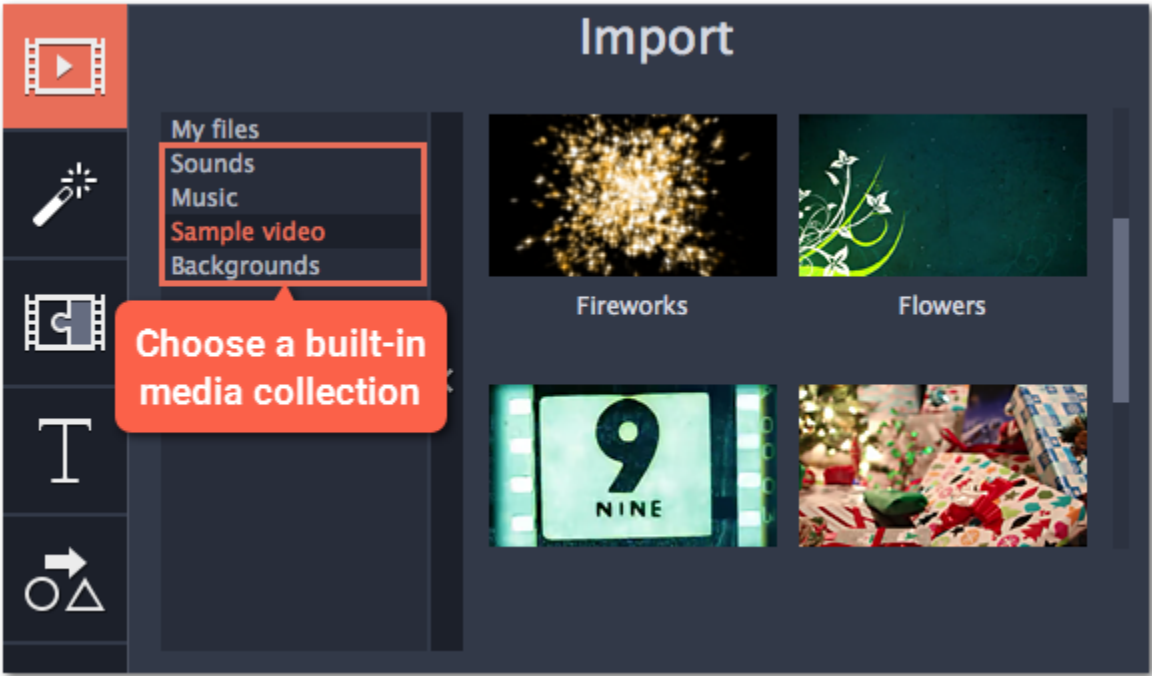 Import
My files
Sounds
Music
Sample video
Backgrounds
Choose a built-in
media collection
Fireworks
Flowers
9
NINE
T